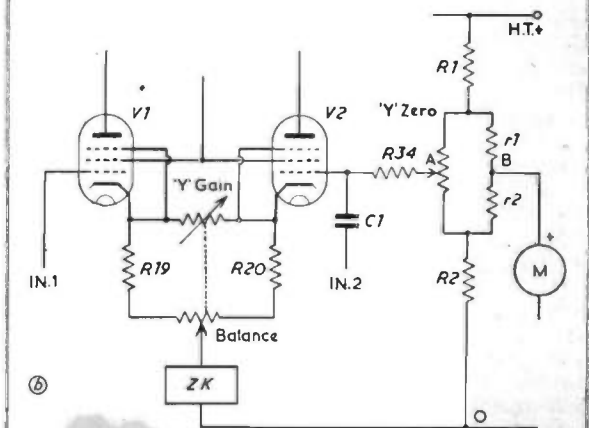 H.T.+
R1
V1
V2
'Y' Zero
r1
R34
A
B
'Y' Gain
r2
C1
IN.1
R19
R20
IN.2
R2
M
+
Balance
ZK
b
O